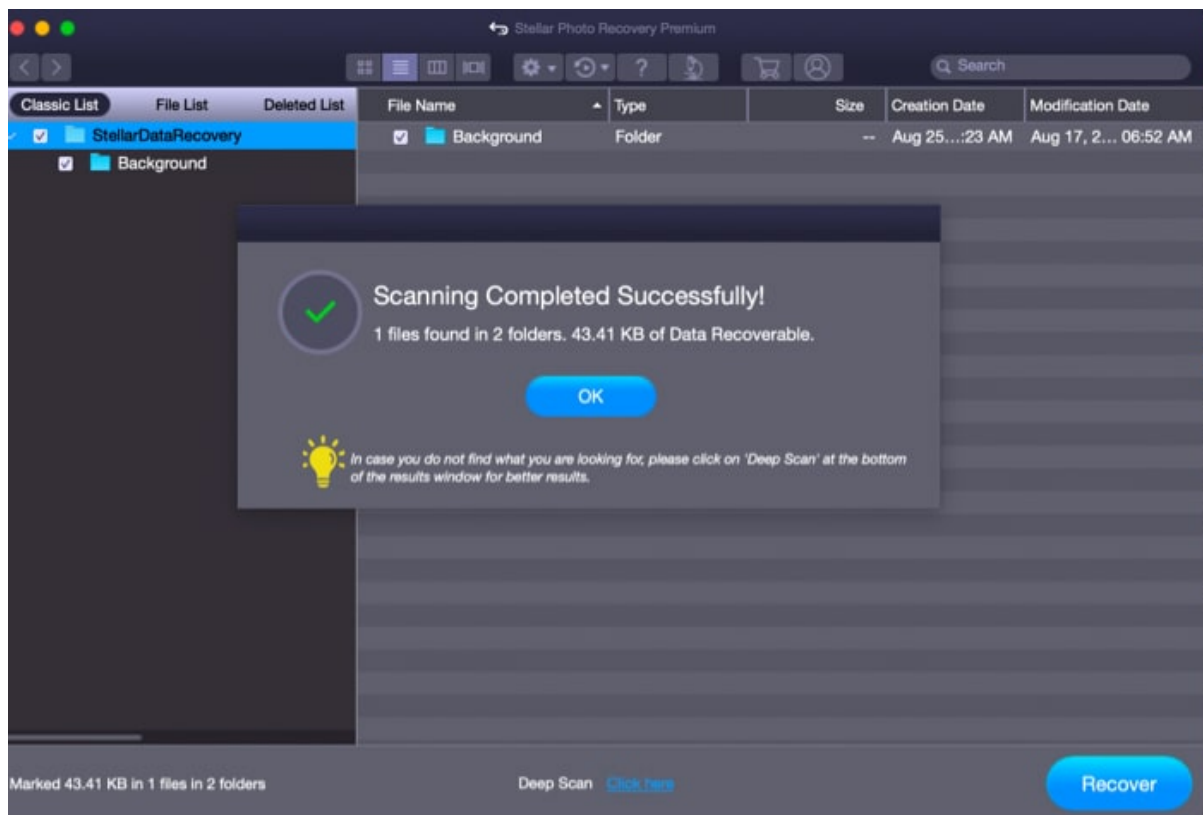 Stellar Photo Recovery Premium
? Search
Classic List File List Deleted List File Name Type Size Creation Date Modification Date
StellarDataRecovery Background Folder -- Aug 25...:23 AM Aug 17, 2... 06:52 AM
Background
Scanning Completed Successfully!
1 files found in 2 folders. 43.41 KB of Data Recoverable.
OK
In case you do not find what you are looking for, please click on 'Deep Scan' at the bottom
of the results window for better results.
Marked 43.41 KB in 1 files in 2 folders Deep Scan Click here Recover